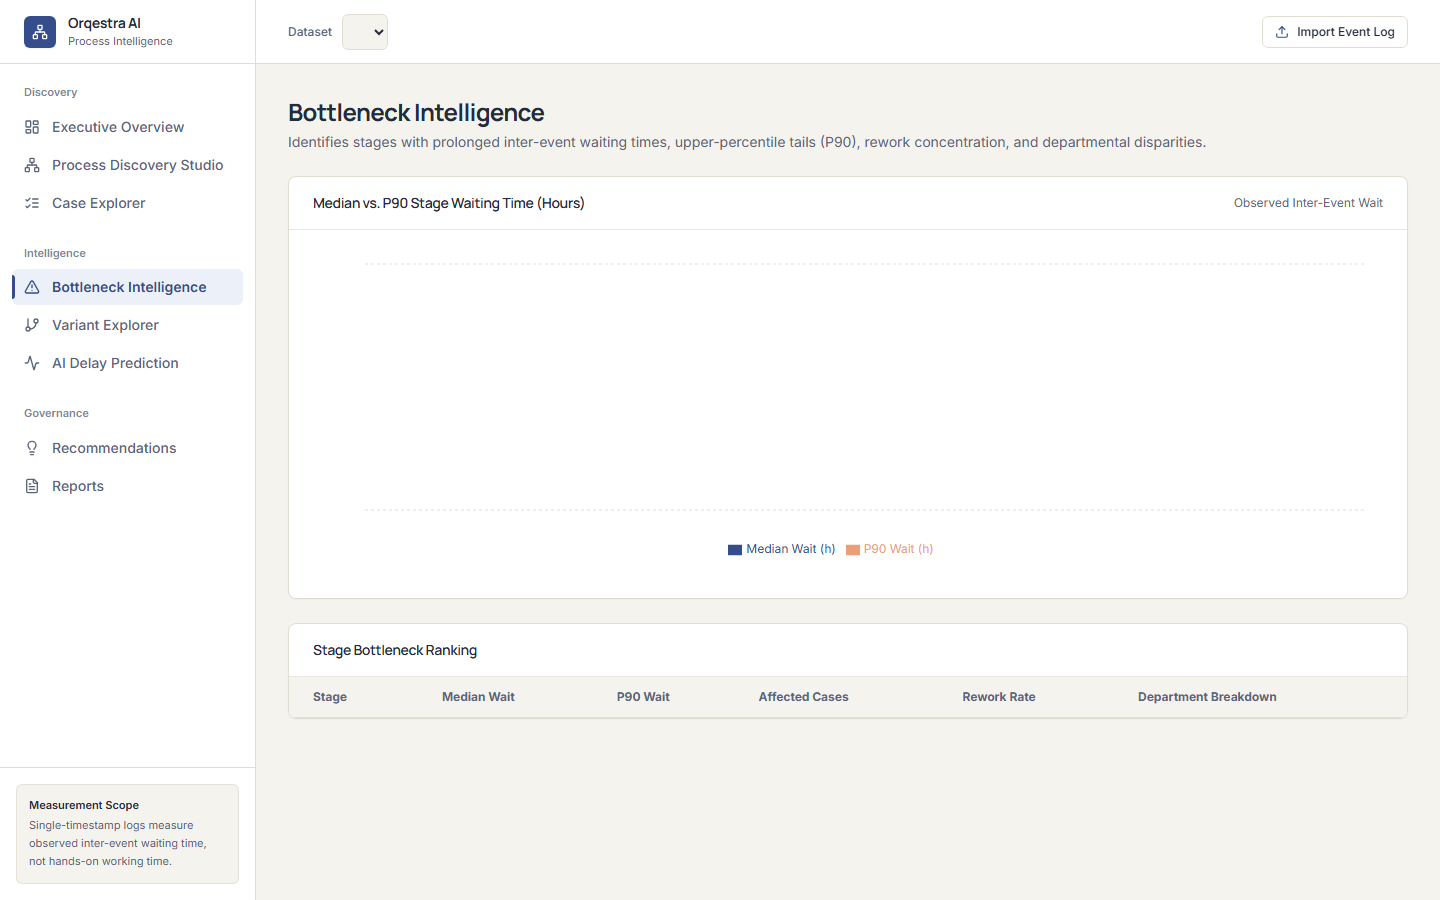 Orqestra AI
Process Intelligence
Dataset
Import Event Log
Discovery
Executive Overview
Process Discovery Studio
Case Explorer
Intelligence
Bottleneck Intelligence
Variant Explorer
AI Delay Prediction
Governance
Recommendations
Reports
Measurement Scope
Single-timestamp logs measure
observed inter-event waiting time,
not hands-on working time.
Bottleneck Intelligence
Identifies stages with prolonged inter-event waiting times, upper-percentile tails (P90), rework concentration, and departmental disparities.
Median vs. P90 Stage Waiting Time (Hours)
Observed Inter-Event Wait
Median Wait (h) P90 Wait (h)
Stage Bottleneck Ranking
Stage Median Wait P90 Wait Affected Cases Rework Rate Department Breakdown